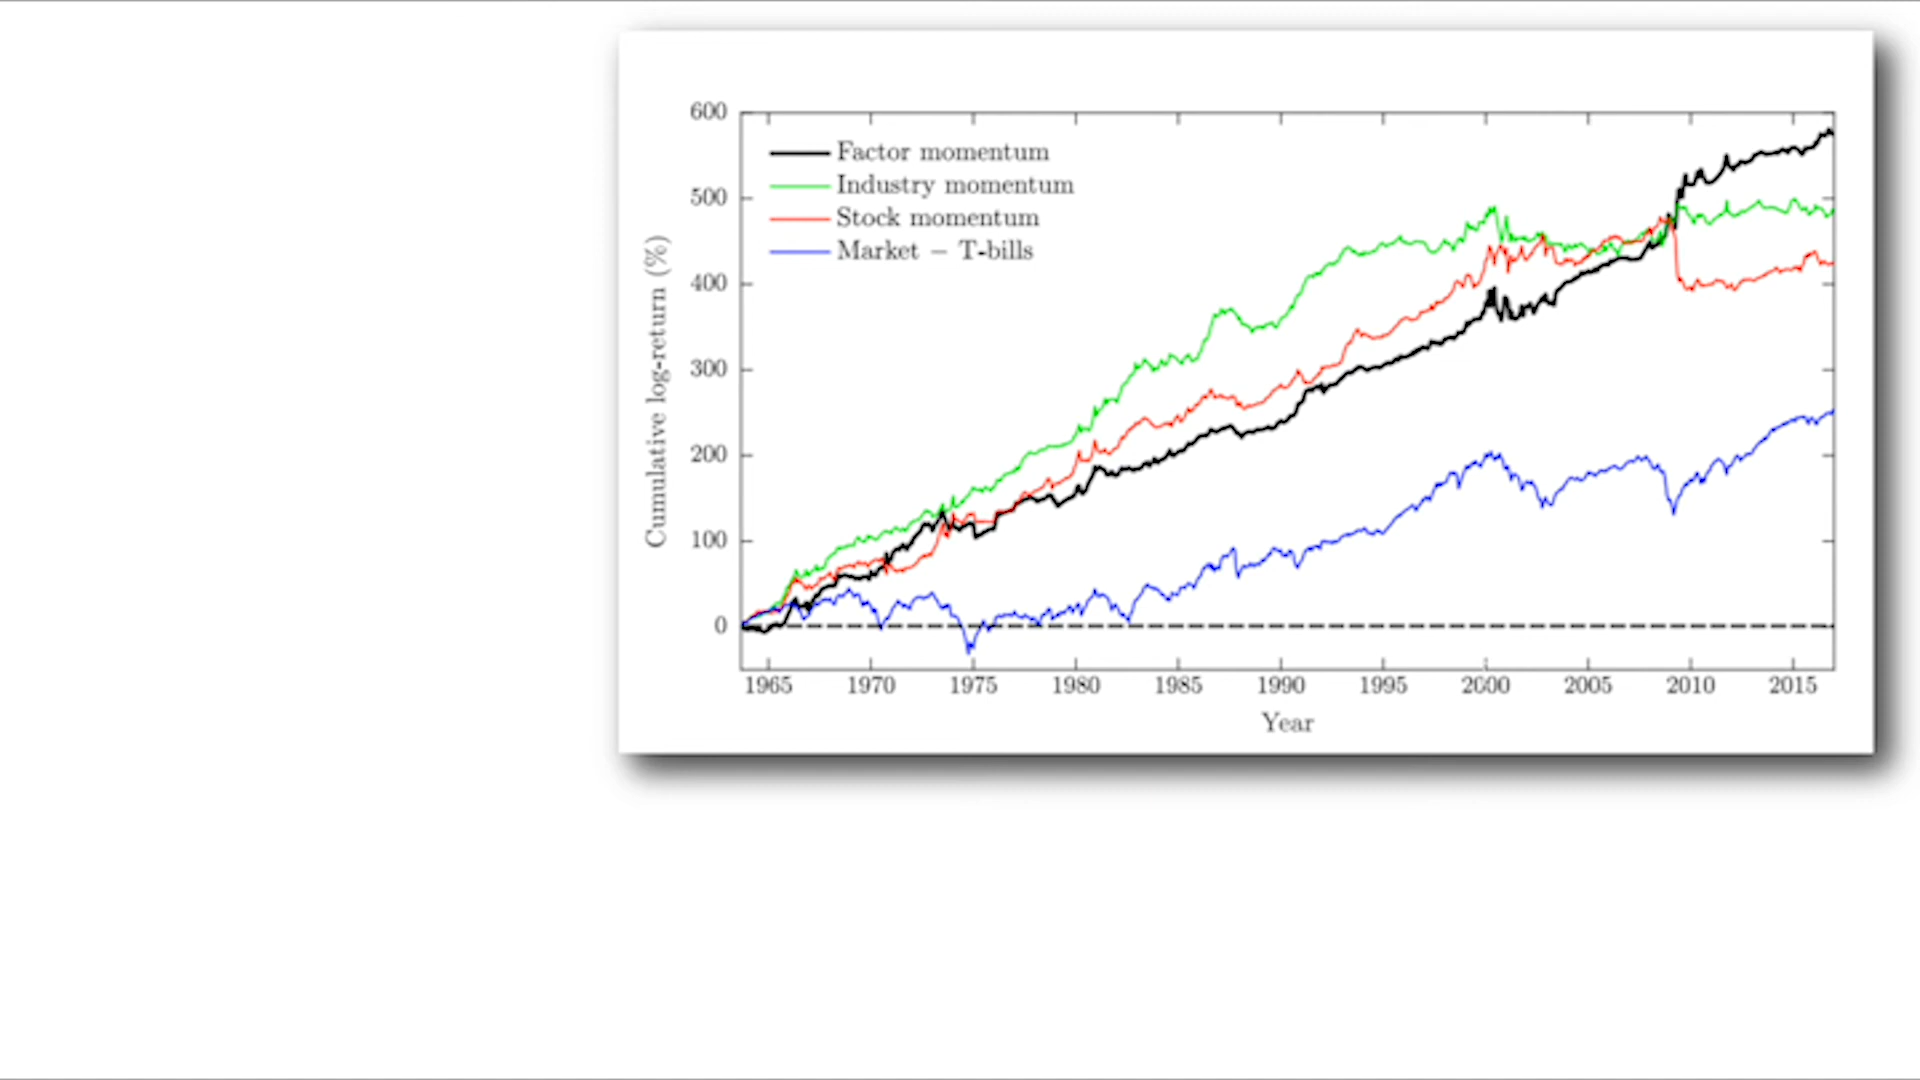 600
Factor momentum
Industry momentum
500
Stock momentum
Market − T-bills
400
300
200
100
0
Cumulative log-return (%)
1965 1970 1975 1980 1985 1990 1995 2000 2005 2010 2015
Year